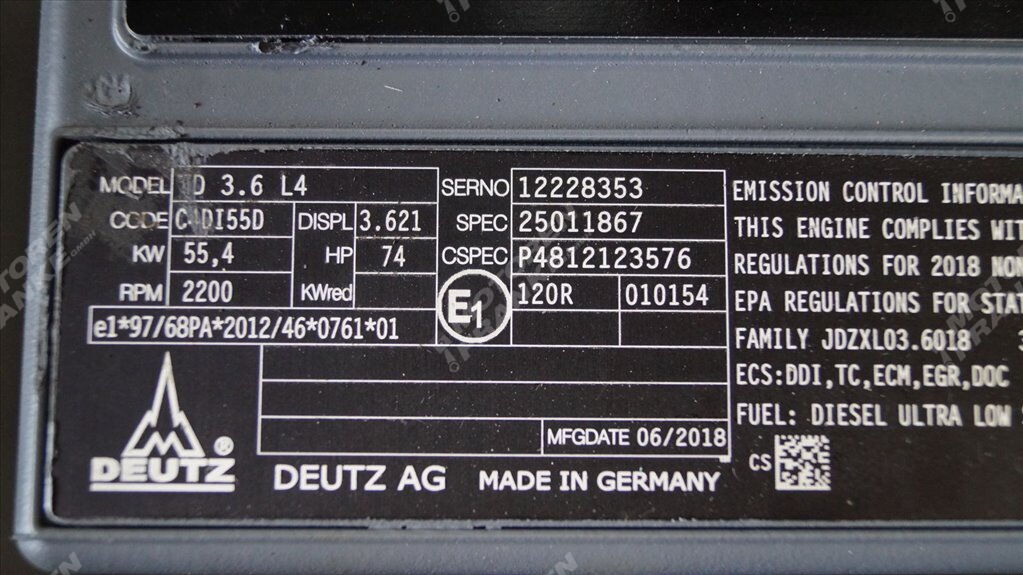 MODEL D 3.6 L4
CODE C4DI55D DISPL 3.621
KW 55,4 HP 74
RPM 2200 KWred
e1*97/68PA*2012/46*0761*01
SERNO 12228353
SPEC 25011867
CSPEC P4812123576
E1 120R 010154
MFGDATE 06/2018
DEUTZ®
DEUTZ AG MADE IN GERMANY
EMISSION CONTROL INFORMA
THIS ENGINE COMPLIES WIT
REGULATIONS FOR 2018 NON
EPA REGULATIONS FOR STAT
FAMILY JDZXL03.6018
ECS:DDI,TC,ECM,EGR,DOC
FUEL: DIESEL ULTRA LOW
CS